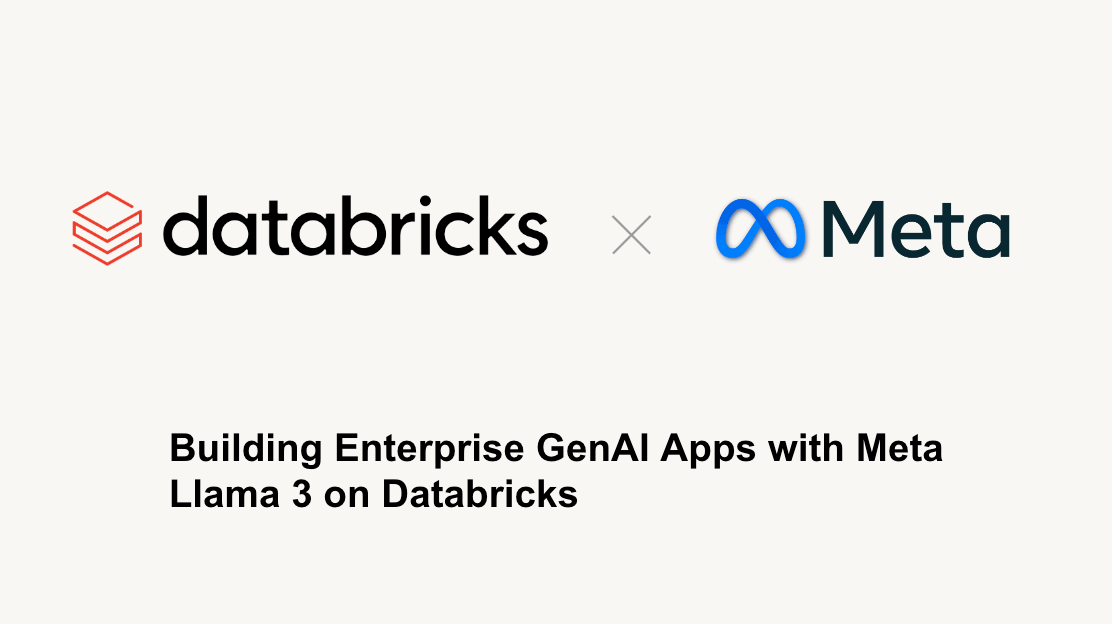 databricks × Meta
Building Enterprise GenAI Apps with Meta
Llama 3 on Databricks